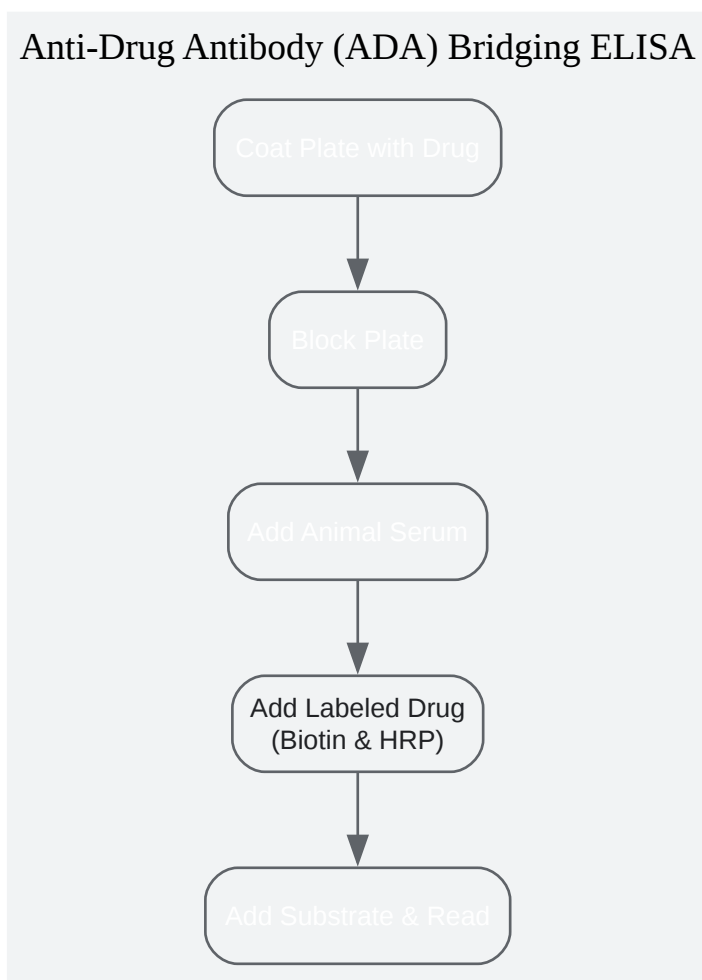 Anti-Drug Antibody (ADA) Bridging ELISA
Coat Plate with Drug
Block Plate
Add Animal Serum
Add Labeled Drug
(Biotin & HRP)
Add Substrate & Read